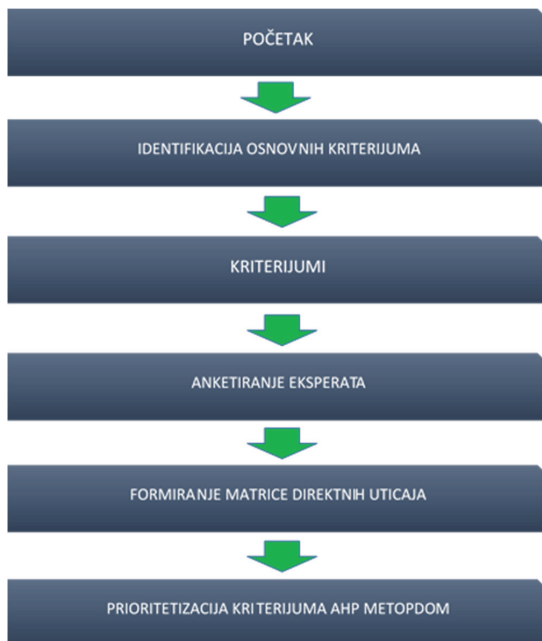 POČETAK
IDENTIFIKACIJA OSNOVNIH KRITERIJUMA
KRITERIJUMI
ANKETIRANJE EKSPERATA
FORMIRANJE MATRICE DIREKTNIH UTICAJA
PRIORITETIZACIJA KRITERIJUMA AHP METOPDOM